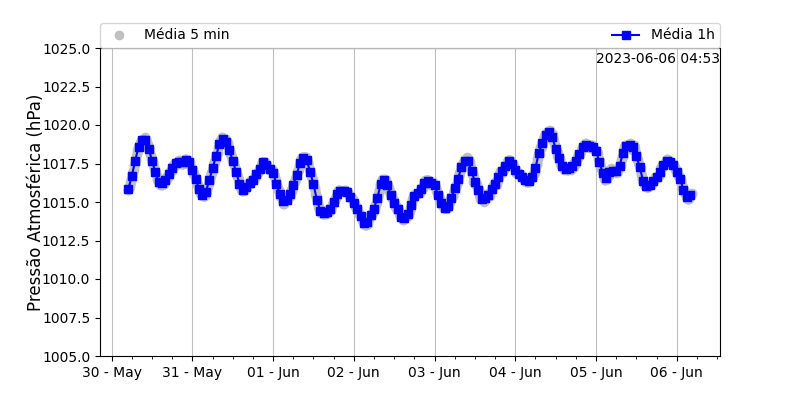 Média 5 min
Média 1h
2023-06-06 04:53
Pressão Atmosférica (hPa)
1025.0
1022.5
1020.0
1017.5
1015.0
1012.5
1010.0
1007.5
1005.0
30 - May
31 - May
01 - Jun
02 - Jun
03 - Jun
04 - Jun
05 - Jun
06 - Jun